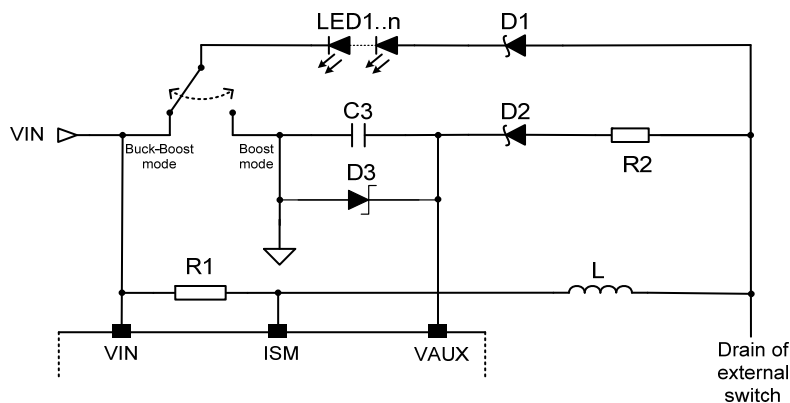 LED1..n
D1
VIN
Buck-Boost
mode
Boost
mode
C3
D2
R2
D3
R1
L
VIN
ISM
VAUX
Drain of
external
switch